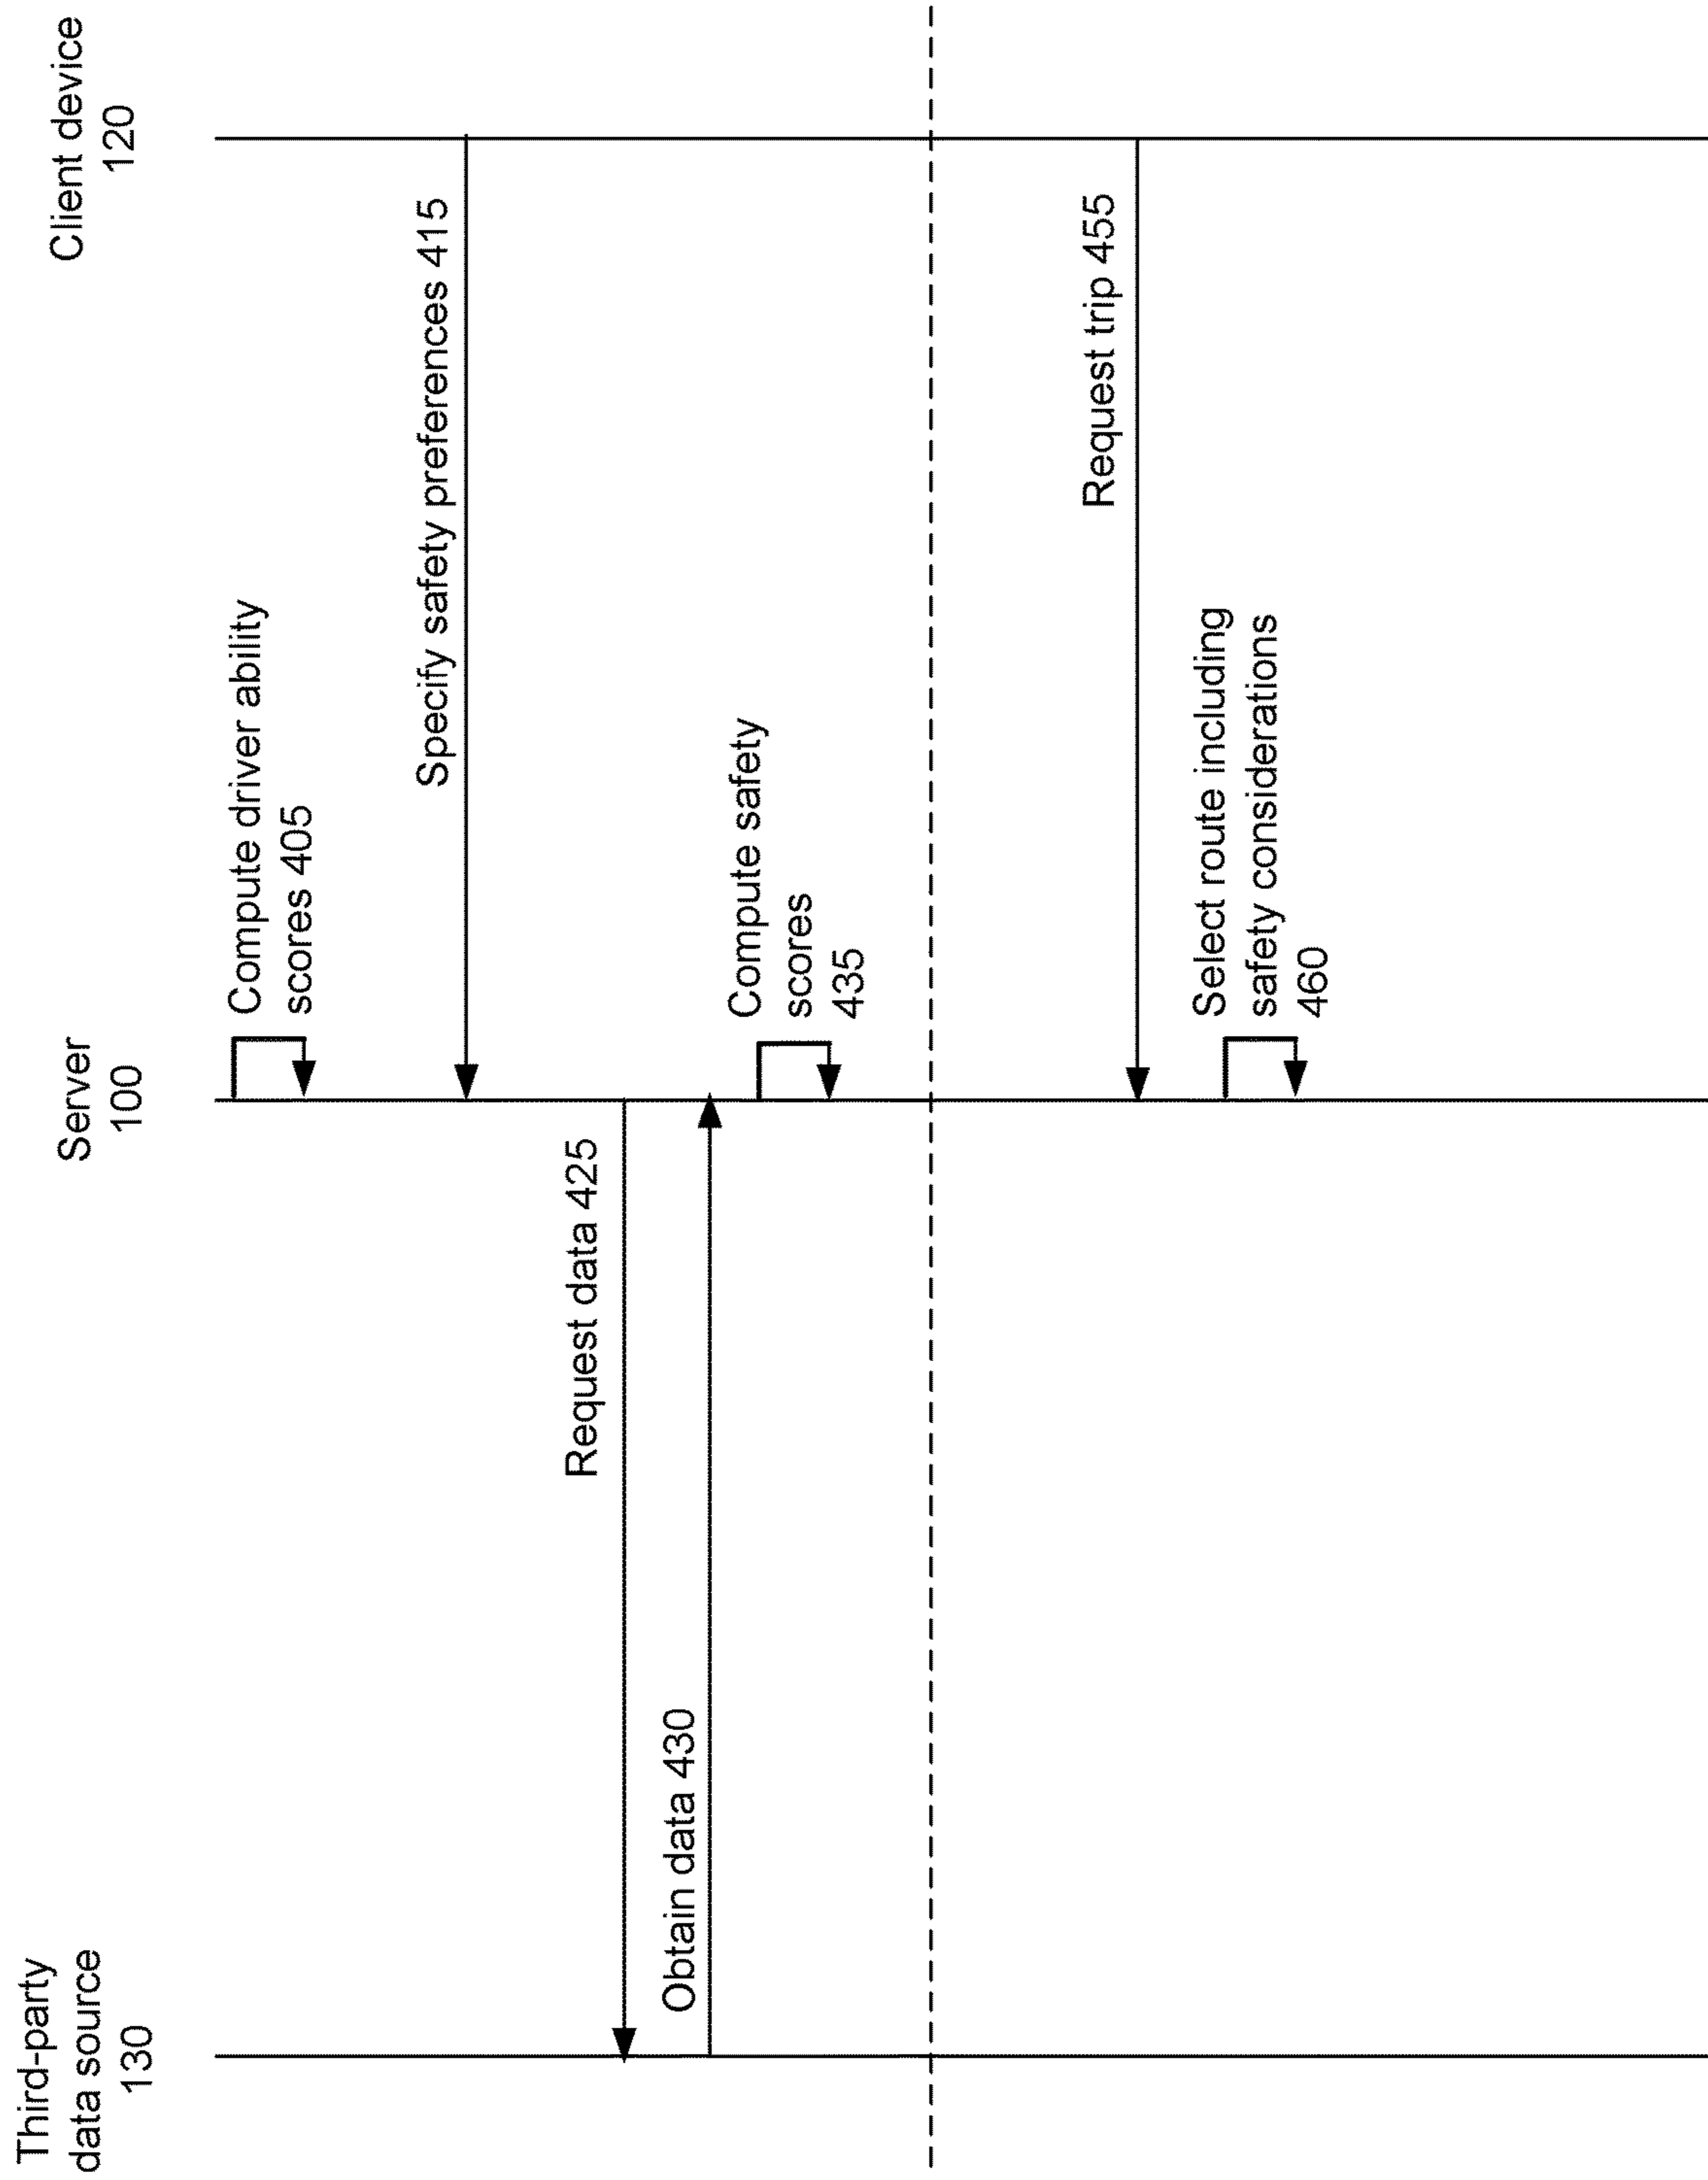 Third-party
data source
130
Server
100
Client device
120
Compute driver ability
scores 405
Specify safety preferences 415
Request data 425
Obtain data 430
Compute safety
scores
435
Request trip 455
Select route including
safety considerations
460